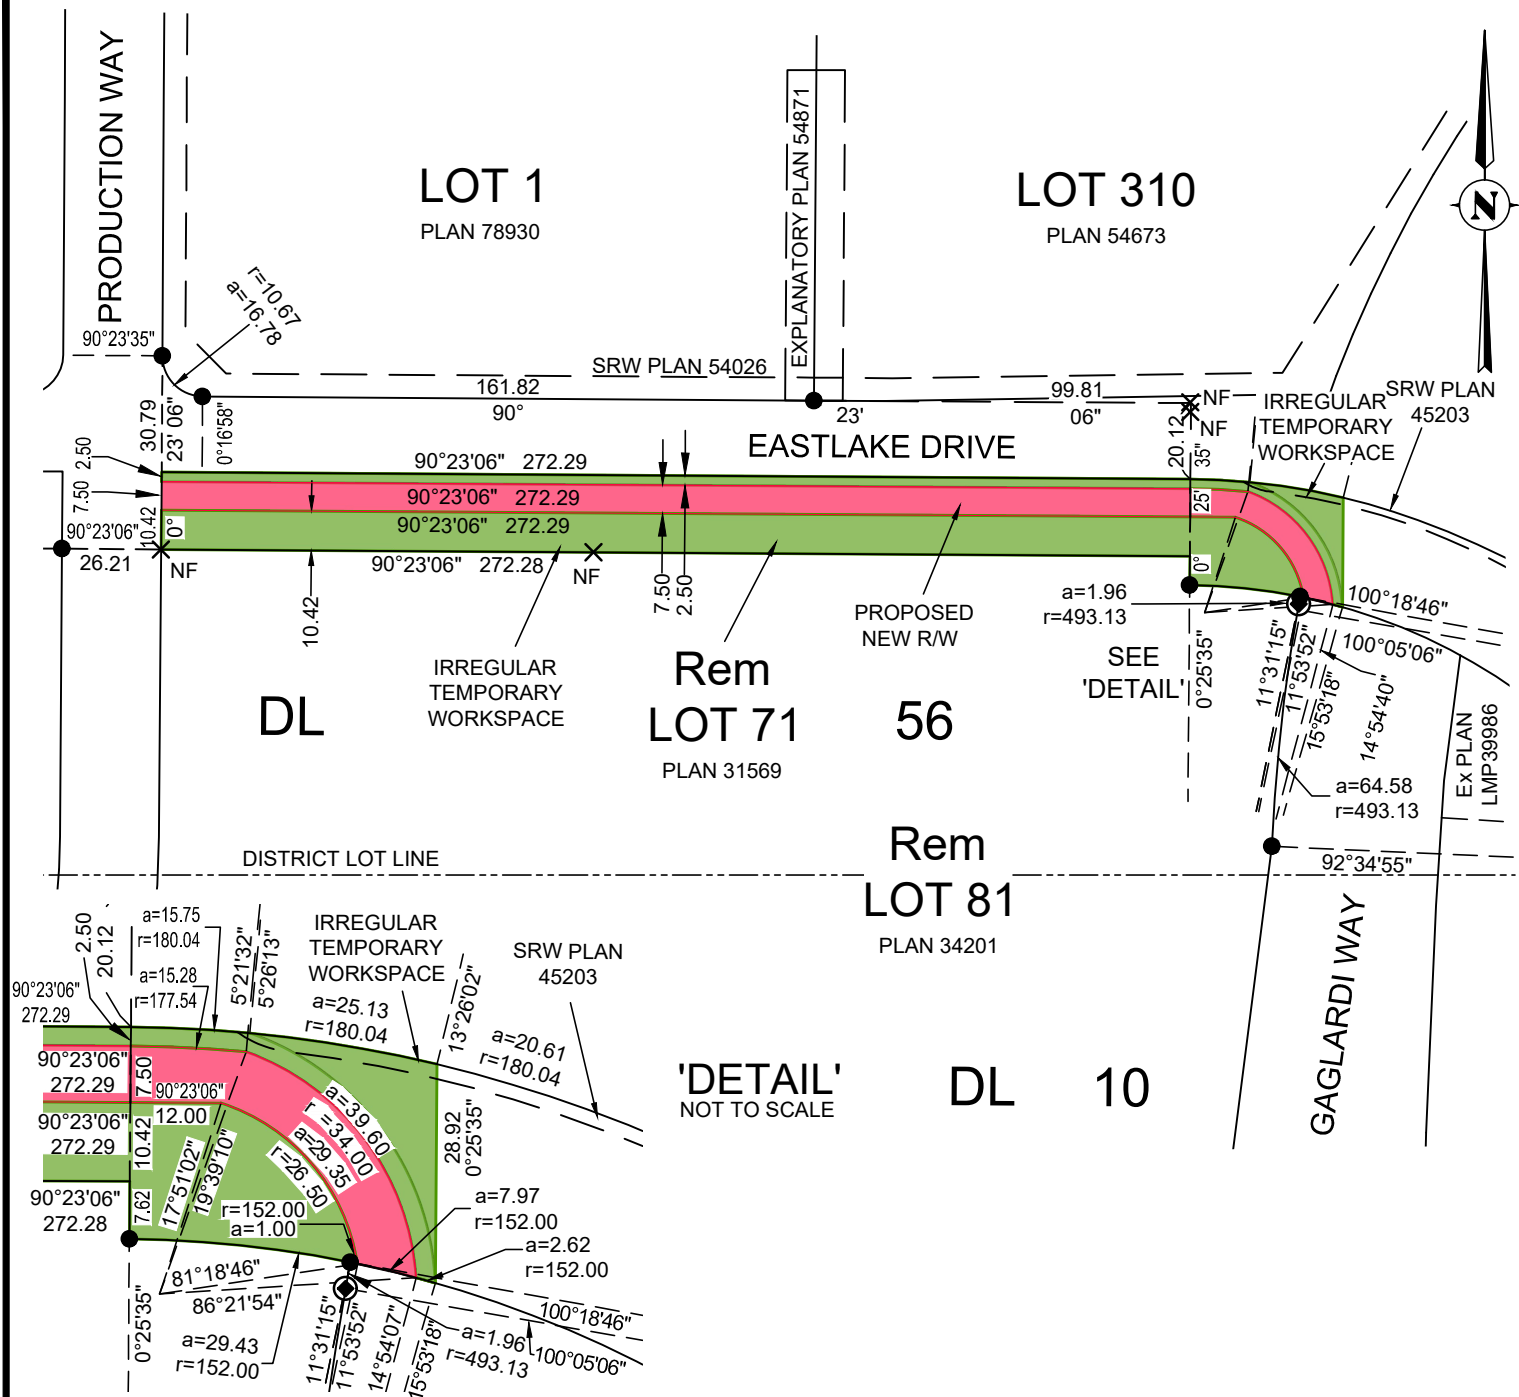 PRODUCTION WAY
LOT 1
PLAN 78930
EXPLANATORY PLAN 54871
LOT 310
PLAN 54673
N
r=10.67
a=16.78
90°23'35"
SRW PLAN 54026
161.82
99.81
90°
23'
06"
NF
NF
IRREGULAR
TEMPORARY
WORKSPACE
SRW PLAN
45203
30.79
23' 06"
0°16'58"
EASTLAKE DRIVE
20.12
35"
2.50
7.50
90°23'06" 272.29
90°23'06" 272.29
90°23'06" 272.29
90°23'06" 272.28
10.42
0°
25'
0°
90°23'06"
26.21
NF
NF
10.42
7.50
2.50
IRREGULAR
TEMPORARY
WORKSPACE
PROPOSED
NEW R/W
a=1.96
r=493.13
100°18'46"
100°05'06"
SEE
'DETAIL'
0°25'35"
11°31'15"
11°53'52"
15°53'18"
14°54'40"
DL
Rem
LOT 71
PLAN 31569
56
Ex PLAN
LMP39986
a=64.58
r=493.13
92°34'55"
DISTRICT LOT LINE
Rem
LOT 81
PLAN 34201
GAGLARDI WAY
2.50
20.12
a=15.75
r=180.04
a=15.28
r=177.54
5°21'32"
5°26'13"
IRREGULAR
TEMPORARY
WORKSPACE
a=25.13
r=180.04
13°26'02"
SRW PLAN
45203
a=20.61
r=180.04
90°23'06"
272.29
90°23'06"
272.29
7.50
90°23'06"
12.00
90°23'06"
272.29
10.42
90°23'06"
272.28
7.62
17°51'02"
19°39'10"
a=39.60
r =34.00
a=29.35
r=26.50
28.92
0°25'35"
r=152.00
a=1.00
a=7.97
r=152.00
a=2.62
r=152.00
81°18'46"
86°21'54"
100°18'46"
100°05'06"
0°25'35"
a=29.43
r=152.00
11°31'15"
11°53'52"
14°54'07"
15°53'18"
a=1.96
r=493.13
'DETAIL'
NOT TO SCALE
DL
10